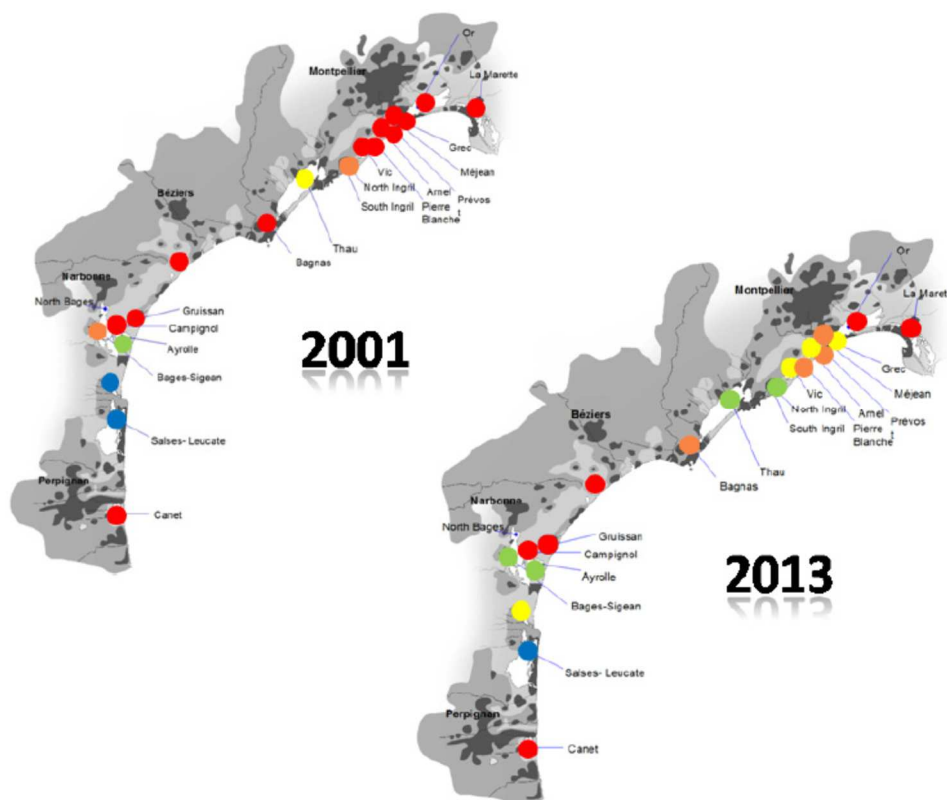 Or
Montpellier
La Marette
Grec
Méjean
Vic
Amel
Prévos
North Ingril
Pierre
t
South Ingril
Blanche
Béziers
Thau
Bagnas
Narbonne
North Bages
Gruissan
Campignol
Ayrolle
Bages-Sigean
2001
Salses- Leucate
Perpignan
Canet
Or
Montpellier
La Marette
Grec
Méjean
Vic
Amel
Prévos
North Ingril
Pierre
t
South Ingril
Blanche
Béziers
Thau
Bagnas
Narbonne
North Bages
Gruissan
Campignol
Ayrolle
Bages-Sigean
2013
Salses- Leucate
Perpignan
Canet